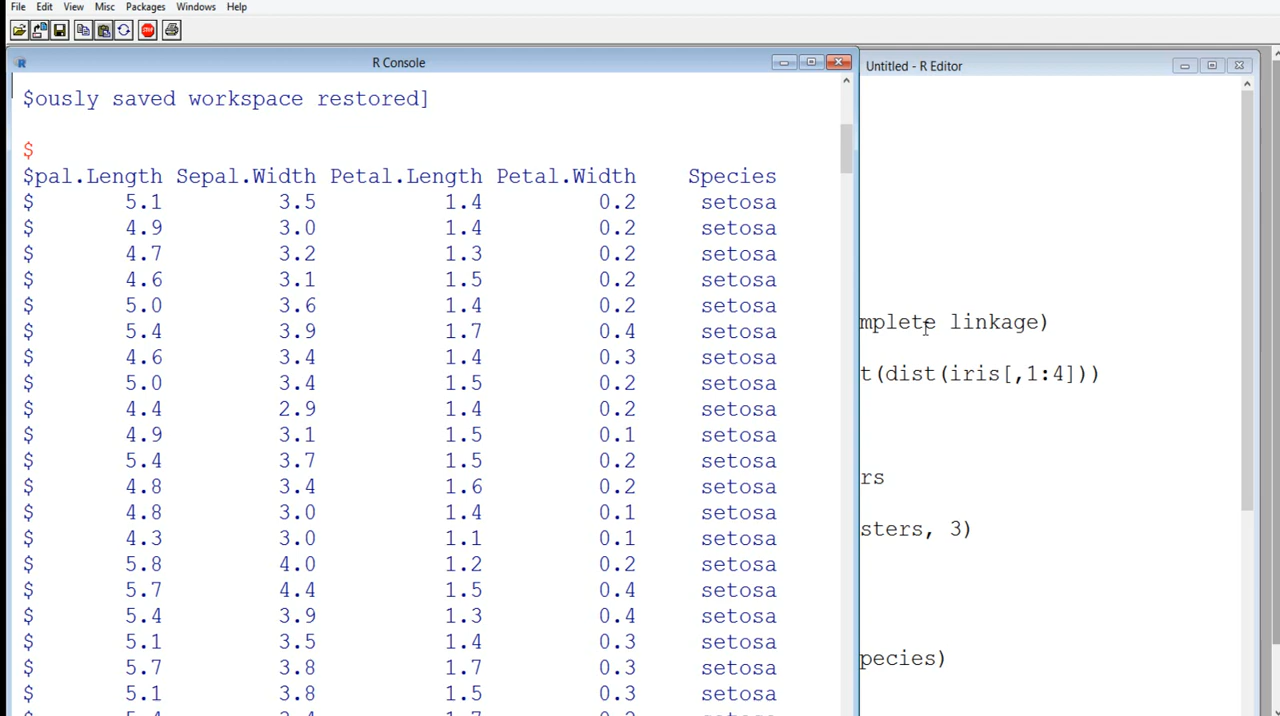 File Edit View Misc Packages Windows Help
R Console
$ously saved workspace restored]
$
$pal.Length Sepal.Width Petal.Length Petal.Width Species
$ 5.1 3.5 1.4 0.2 setosa
$ 4.9 3.0 1.4 0.2 setosa
$ 4.7 3.2 1.3 0.2 setosa
$ 4.6 3.1 1.5 0.2 setosa
$ 5.0 3.6 1.4 0.2 setosa
$ 5.4 3.9 1.7 0.4 setosa
$ 4.6 3.4 1.4 0.3 setosa
$ 5.0 3.4 1.5 0.2 setosa
$ 4.4 2.9 1.4 0.2 setosa
$ 4.9 3.1 1.5 0.1 setosa
$ 5.4 3.7 1.5 0.2 setosa
$ 4.8 3.4 1.6 0.2 setosa
$ 4.8 3.0 1.4 0.1 setosa
$ 4.3 3.0 1.1 0.1 setosa
$ 5.8 4.0 1.2 0.2 setosa
$ 5.7 4.4 1.5 0.4 setosa
$ 5.4 3.9 1.3 0.4 setosa
$ 5.1 3.5 1.4 0.3 setosa
$ 5.7 3.8 1.7 0.3 setosa
$ 5.1 3.8 1.5 0.3 setosa
Untitled - R Editor
mplete linkage)
t(dist(iris[,1:4]))
rs
sters, 3)
pecies)